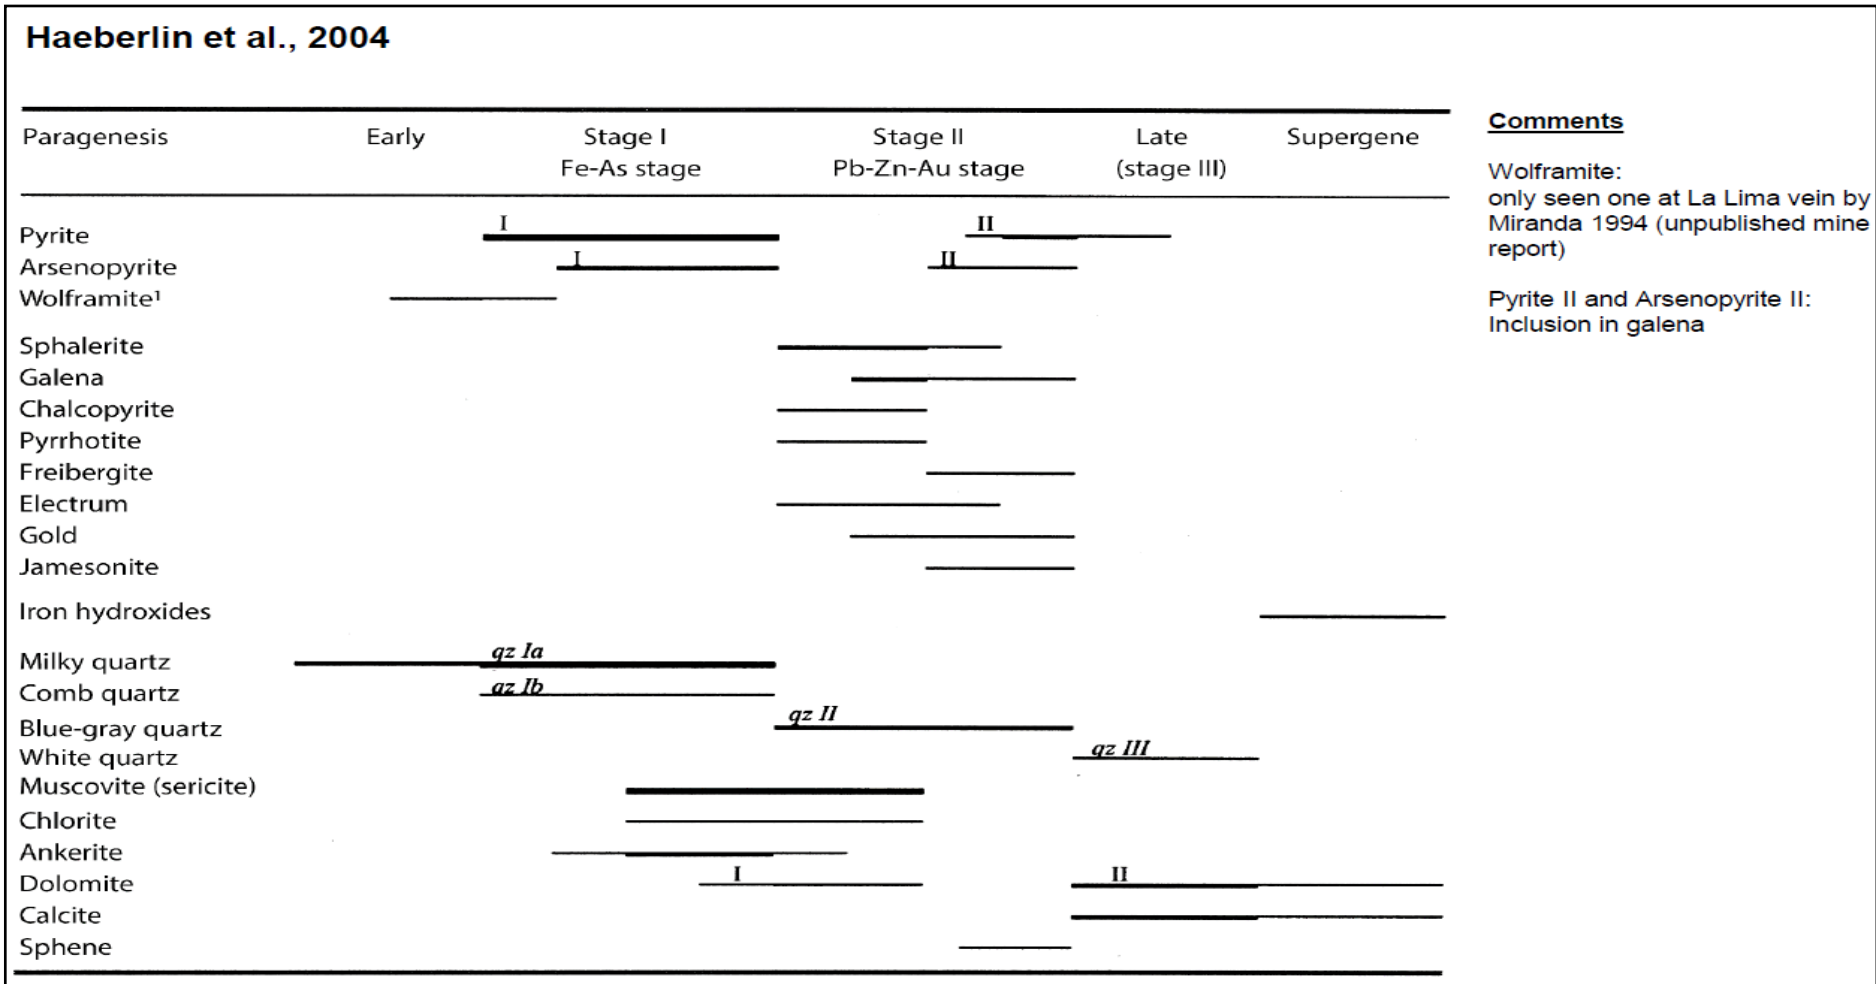 Haeberlin et al., 2004
Paragenesis Early Stage I Stage II Late Supergene
Fe-As stage Pb-Zn-Au stage (stage III)
Comments
Wolframite:
only seen one at La Lima vein by
Miranda 1994 (unpublished mine
report)
Pyrite II and Arsenopyrite II:
Inclusion in galena
Pyrite I II
Arsenopyrite I II
Wolframite¹
Sphalerite
Galena
Chalcopyrite
Pyrrhotite
Freibergite
Electrum
Gold
Jamesonite
Iron hydroxides
Milky quartz qz Ia
Comb quartz qz Ib
Blue-gray quartz qz II
White quartz qz III
Muscovite (sericite)
Chlorite
Ankerite
Dolomite I II
Calcite
Sphene